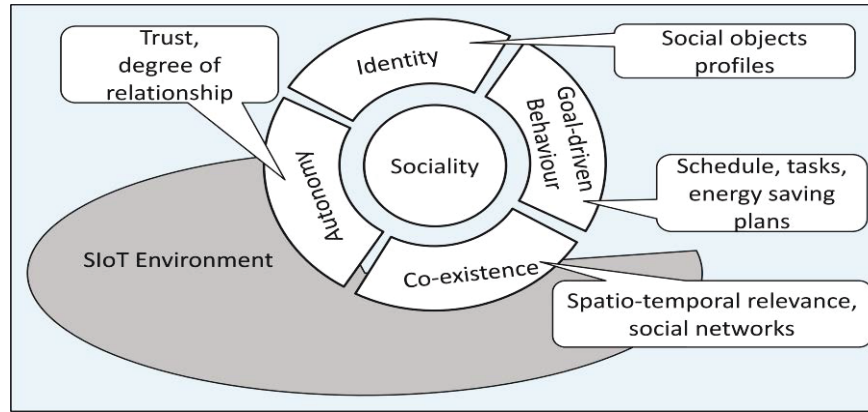 Trust,
degree of
relationship
Identity
Social objects
profiles
Goal-driven
Behaviour
Sociality
Autonomy
Schedule, tasks,
energy saving
plans
SIoT Environment
Co-existence
Spatio-temporal relevance,
social networks